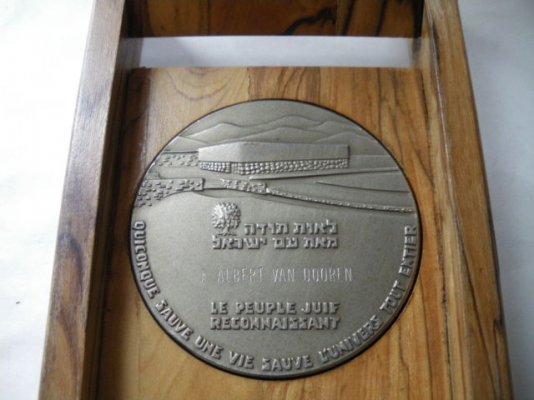 לאות תודה
מאת עם ישראל
A ALBERT VAN DOOREN
LE PEUPLE JUIF
RECONNAISSANT
QUICONQUE SAUVE UNE VIE SAUVE L'UNIVERS TOUT ENTIER